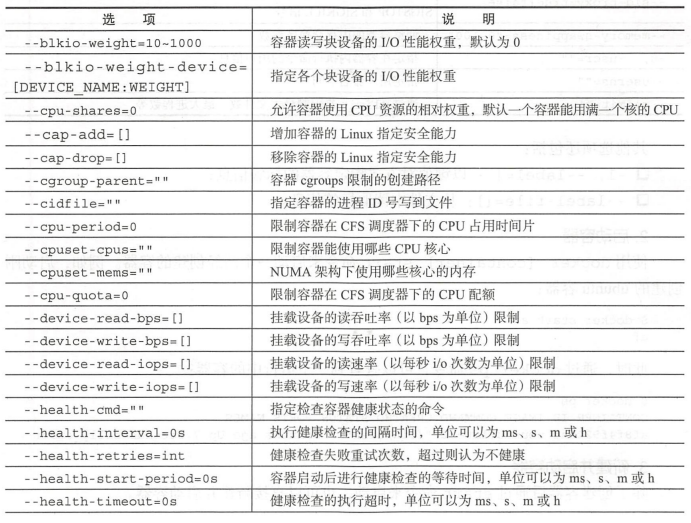 选 项 说 明
--blkio-weight=10~1000 容器读写块设备的 I/O 性能权重，默认为 0
--blkio-weight-device=
[DEVICE_NAME:WEIGHT] 指定各个块设备的 I/O 性能权重
--cpu-shares=0 允许容器使用 CPU 资源的相对权重，默认一个容器能用满一个核的 CPU
--cap-add=[] 增加容器的 Linux 指定安全能力
--cap-drop=[] 移除容器的 Linux 指定安全能力
--cgroup-parent="" 容器 cgroups 限制的创建路径
--cidfile="" 指定容器的进程 ID 号写到文件
--cpu-period=0 限制容器在 CFS 调度器下的 CPU 占用时间片
--cpuset-cpus="" 限制容器能使用哪些 CPU 核心
--cpuset-mems="" NUMA 架构下使用哪些核心的内存
--cpu-quota=0 限制容器在 CFS 调度器下的 CPU 配额
--device-read-bps=[] 挂载设备的读吞吐率（以 bps 为单位）限制
--device-write-bps=[] 挂载设备的写吞吐率（以 bps 为单位）限制
--device-read-iops=[] 挂载设备的读速率（以每秒 i/o 次数为单位）限制
--device-write-iops=[] 挂载设备的写速率（以每秒 i/o 次数为单位）限制
--health-cmd="" 指定检查容器健康状态的命令
--health-interval=0s 执行健康检查的间隔时间，单位可以为 ms、s、m 或 h
--health-retries=int 健康检查失败重试次数，超过则认为不健康
--health-start-period=0s 容器启动后进行健康检查的等待时间，单位可以为 ms、s、m 或 h
--health-timeout=0s 健康检查的执行超时，单位可以为 ms、s、m 或 h